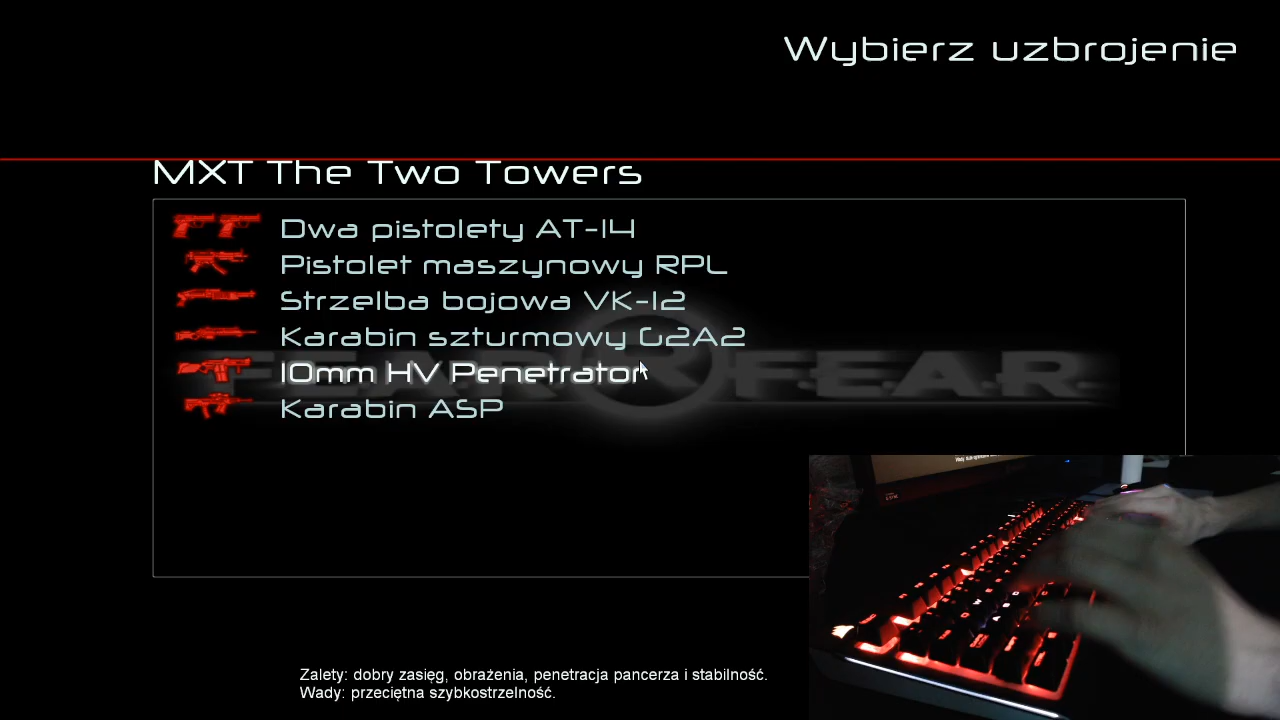 Wybierz uzbrojenie
MXT The Two Towers
Dwa pistolety AT-14
Pistolet maszynowy RPL
Strzelba bojowa VK-12
Karabin szturmowy G2A2
10mm HV Penetrator
FEAR R F.E.A.R
Karabin ASP
Zalety: dobry zasięg, obrażenia, penetracja pancerza i stabilność.
Wady: przeciętna szybkostrzelność.